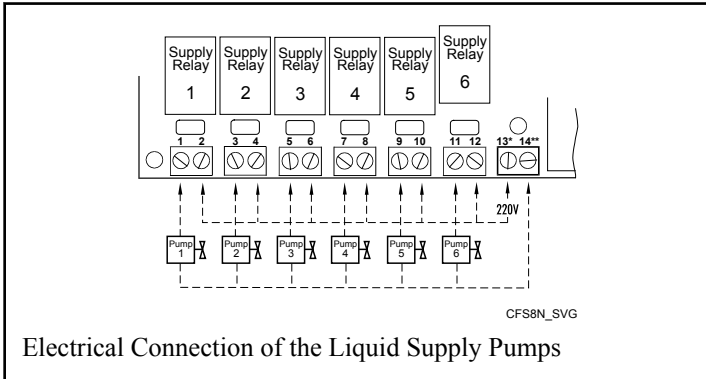 Supply Relay 1
Supply Relay 2
Supply Relay 3
Supply Relay 4
Supply Relay 5
Supply Relay 6
1 2 3 4 5 6 7 8 9 10 11 12 13* 14**
220V
Pump 1
Pump 2
Pump 3
Pump 4
Pump 5
Pump 6
CFS8N_SVG
Electrical Connection of the Liquid Supply Pumps